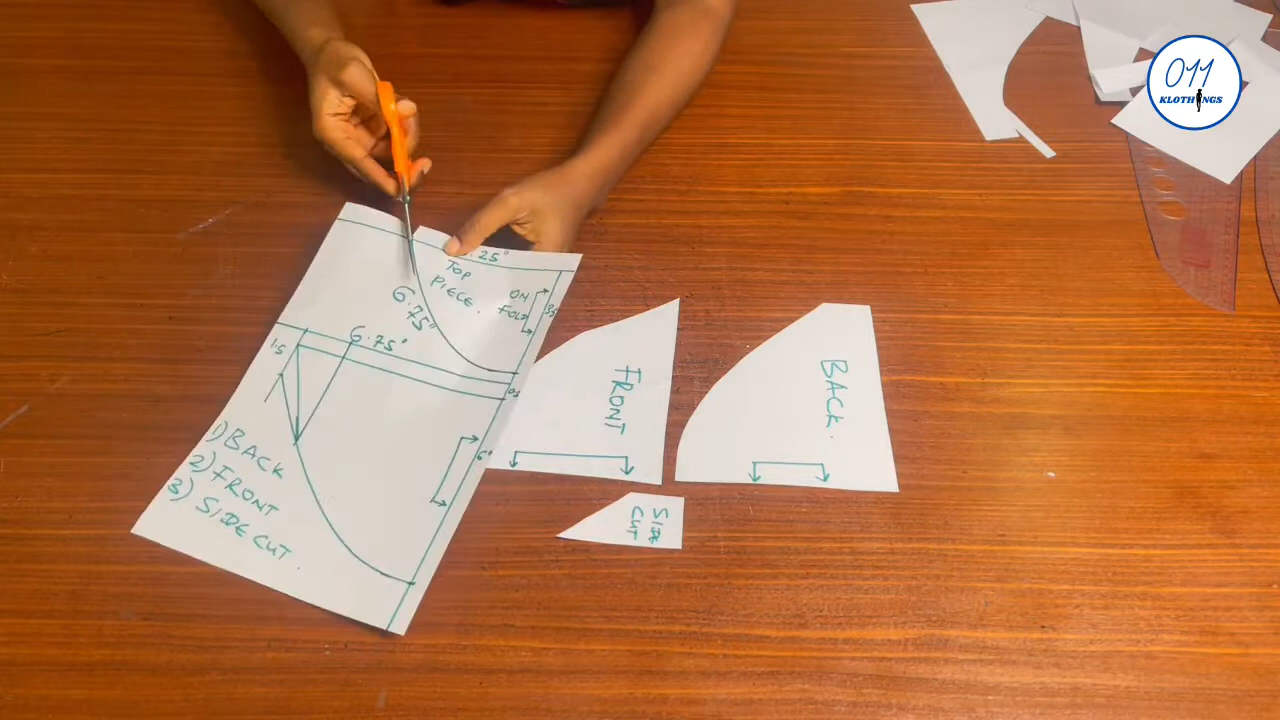 011
KLOTHINGS
.25"
TOP
PIECE.
ON
FOLD
6.75"
6.75"
1.5
6"
1) BACK
2) FRONT
3) SIDE CUT.
FRONT
BACK.
SIDE
CUT